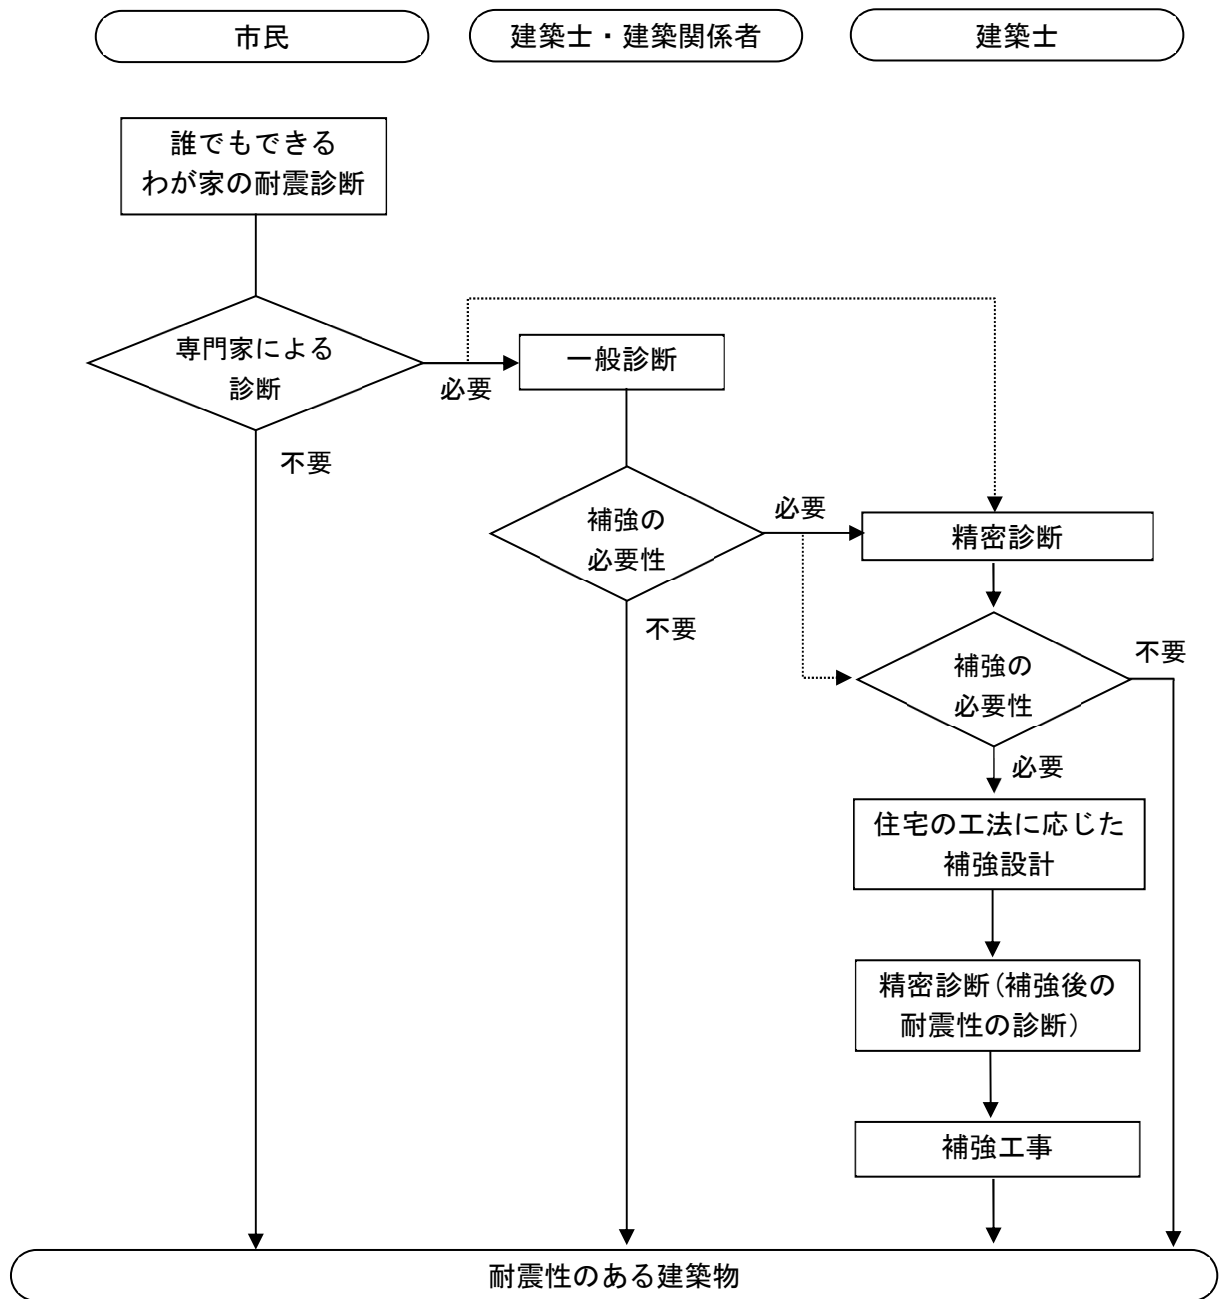 市民
建築士・建築関係者
建築士
誰でもできる
わが家の耐震診断
専門家による
診断
必要
不要
一般診断
補強の
必要性
必要
不要
精密診断
補強の
必要性
不要
必要
住宅の工法に応じた
補強設計
精密診断(補強後の
耐震性の診断)
補強工事
耐震性のある建築物